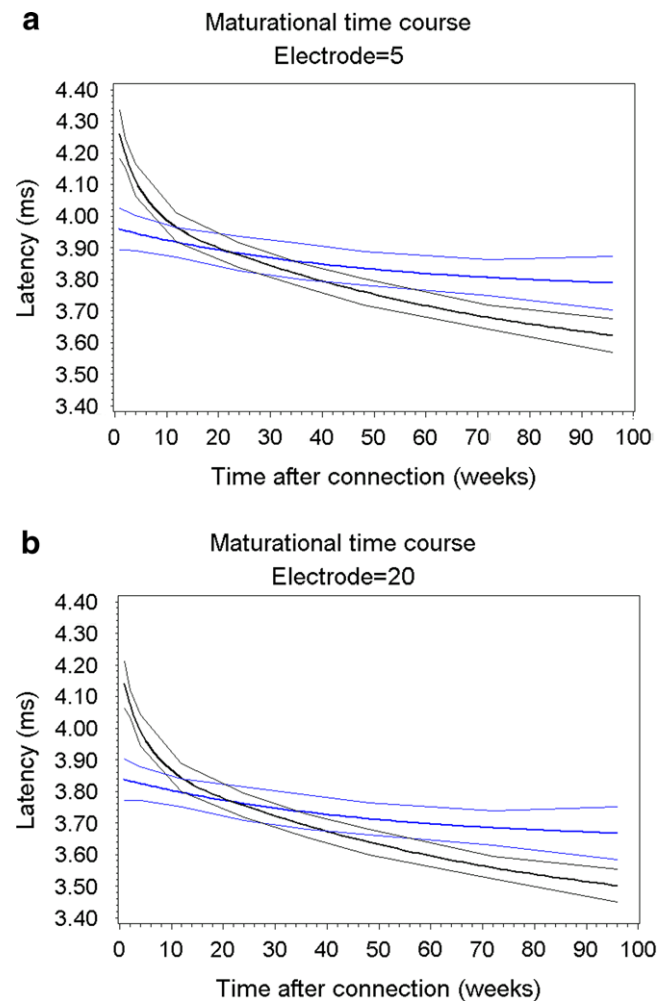 a
Maturational time course
Electrode=5
Latency (ms)
4.40
4.30
4.20
4.10
4.00
3.90
3.80
3.70
3.60
3.50
3.40
0 10 20 30 40 50 60 70 80 90 100
Time after connection (weeks)
b
Maturational time course
Electrode=20
Latency (ms)
4.40
4.30
4.20
4.10
4.00
3.90
3.80
3.70
3.60
3.50
3.40
0 10 20 30 40 50 60 70 80 90 100
Time after connection (weeks)